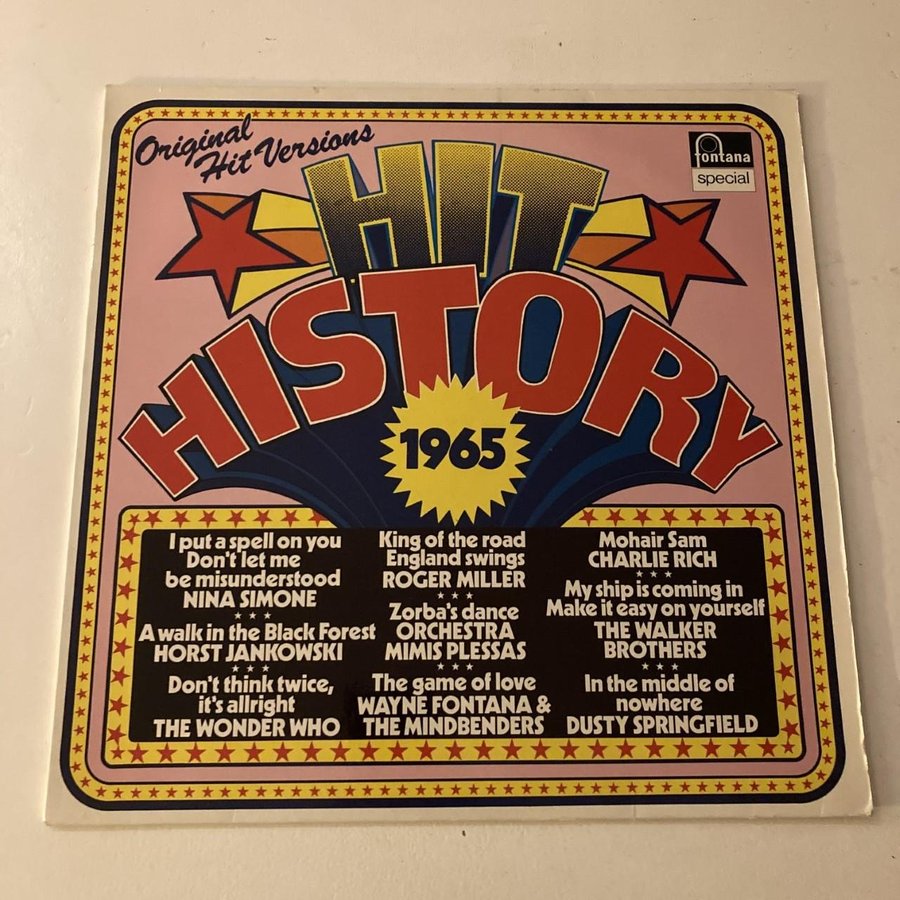 Original
Hit Versions
fontana
special
HIT
HISTORY
1965
I put a spell on you
Don't let me
be misunderstood
NINA SIMONE
A walk in the Black Forest
HORST JANKOWSKI
Don't think twice,
it's allright
THE WONDER WHO
King of the road
England swings
ROGER MILLER
Zorba's dance
ORCHESTRA
MIMIS PLESSAS
The game of love
WAYNE FONTANA &
THE MINDBENDERS
Mohair Sam
CHARLIE RICH
My ship is coming in
Make it easy on yourself
THE WALKER
BROTHERS
In the middle of
nowhere
DUSTY SPRINGFIELD